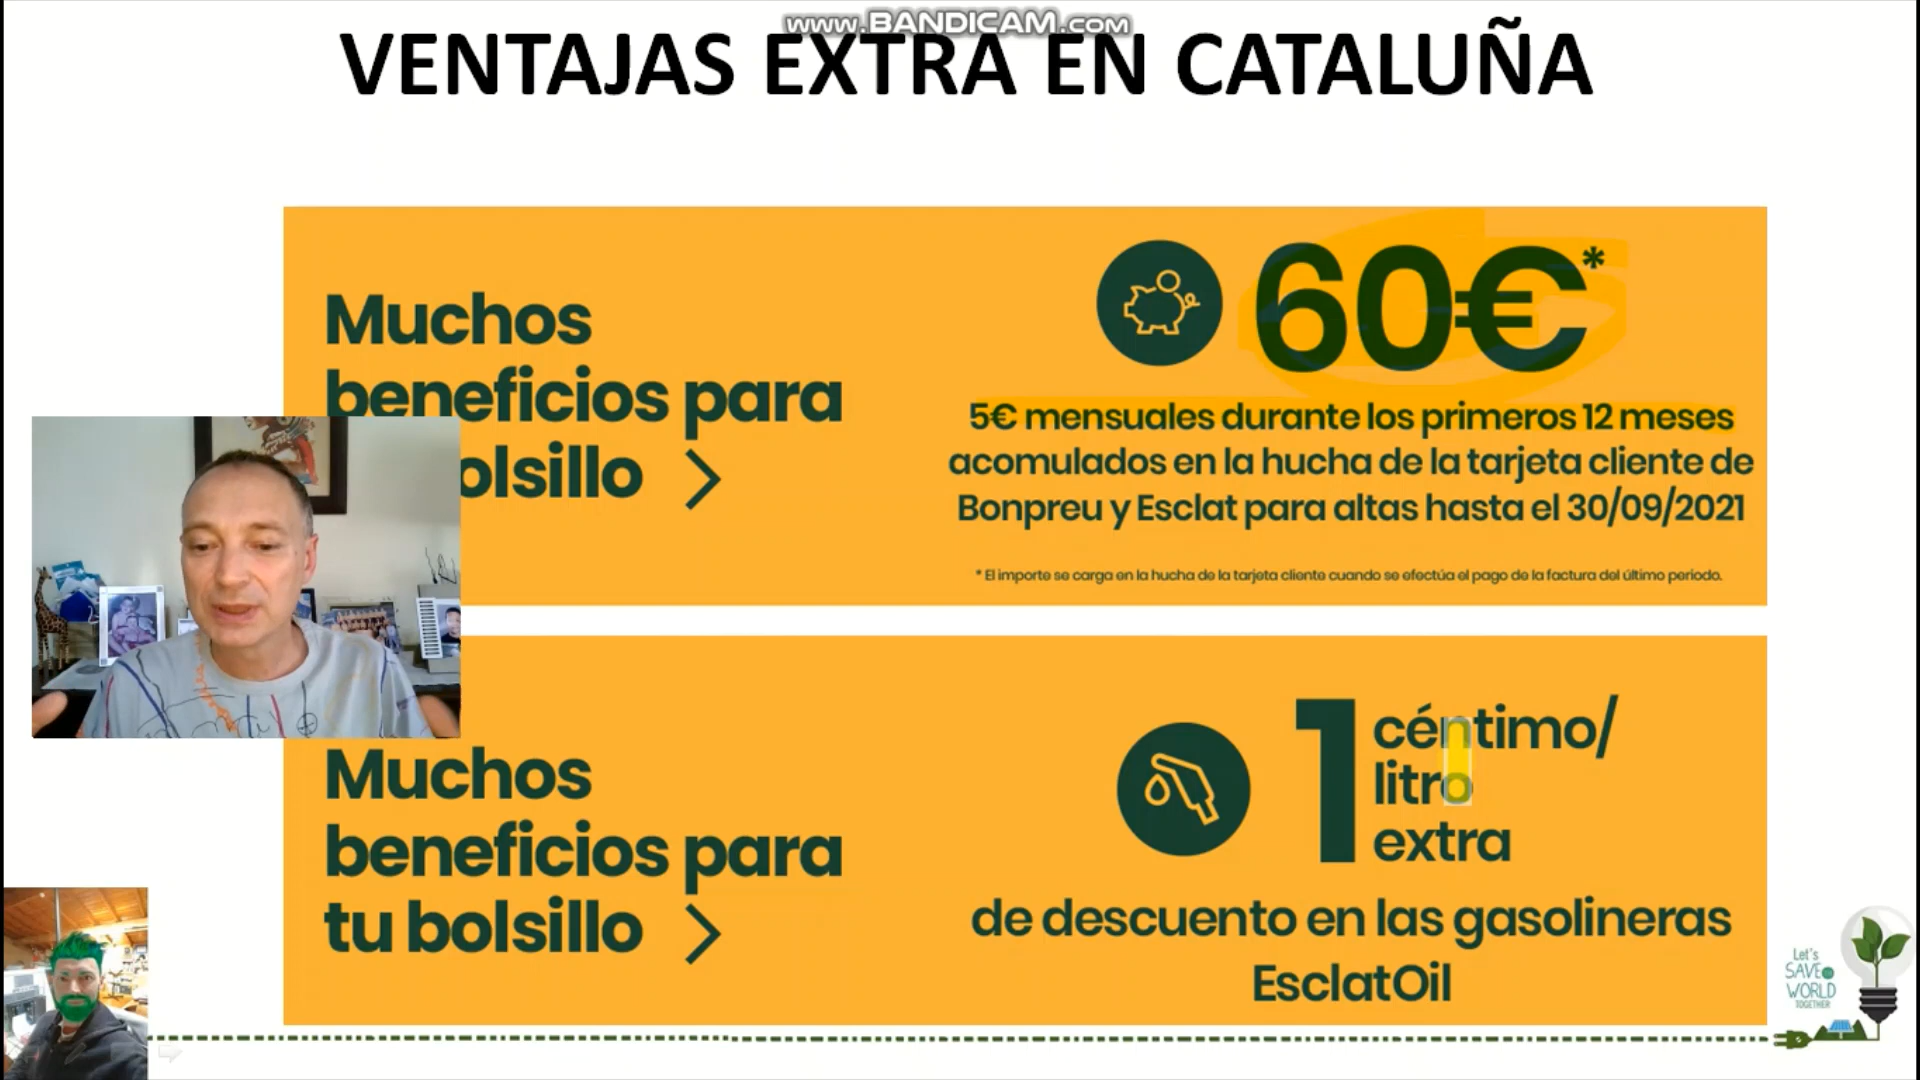 www.BANDICAM.com
VENTAJAS EXTRA EN CATALUÑA
Muchos
beneficios para
bolsillo
60€*
5€ mensuales durante los primeros 12 meses
acomulados en la hucha de la tarjeta cliente de
Bonpreu y Esclat para altas hasta el 30/09/2021
* El importe se carga en la hucha de la tarjeta cliente cuando se efectúa el pago de la factura del último periodo.
Muchos
beneficios para
tu bolsillo
1 céntimo/
litro
extra
de descuento en las gasolineras
EsclatOil
Let's
SAVE
WORLD
TOGETHER